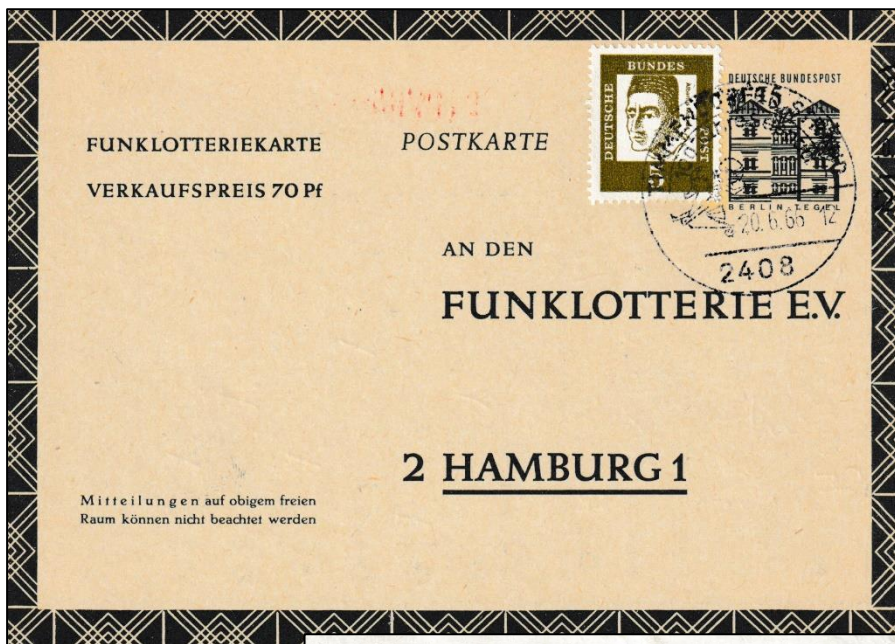 BUNDES
DEUTSCHE
POST
DEUTSCHE BUNDESPOST
15
BERLIN TEGEL
20.6.66 12
2408
FUNKLOTTERIEKARTE
VERKAUFSPREIS 70 Pf
POSTKARTE
AN DEN
FUNKLOTTERIE E.V.
2 HAMBURG 1
Mitteilungen auf obigem freien
Raum können nicht beachtet werden